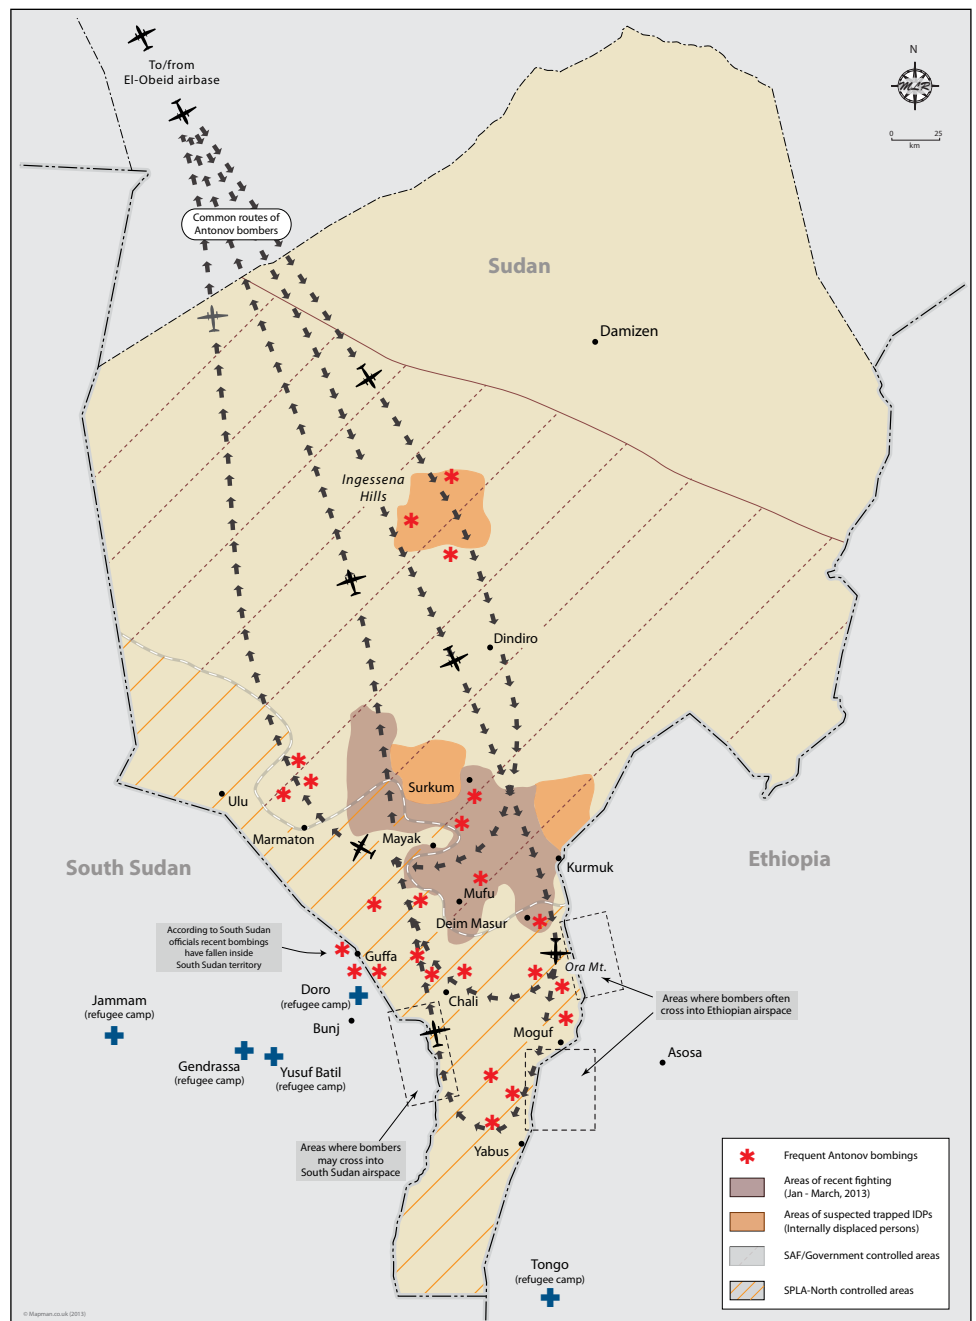 To/from
El-Obeid airbase
N
MLR
0 25
km
Common routes of
Antonov bombers
Sudan
Damizen
Ingessena
Hills
Dindiro
Surkum
Ulu
Marmaton
Mayak
Kurmuk
South Sudan
Ethiopia
Mufu
Deim Masur
According to South Sudan
officials recent bombings
have fallen inside
South Sudan territory
Guffa
Ora Mt.
Doro
(refugee camp)
Chali
Areas where bombers often
cross into Ethiopian airspace
Jammam
(refugee camp)
Bunj
Moguf
Asosa
Gendrassa
(refugee camp)
Yusuf Batil
(refugee camp)
Areas where bombers
may cross into
South Sudan airspace
Yabus
Frequent Antonov bombings
Areas of recent fighting
(Jan - March, 2013)
Areas of suspected trapped IDPs
(Internally displaced persons)
SAF/Government controlled areas
SPLA-North controlled areas
Tongo
(refugee camp)
© Mapman.co.uk (2013)